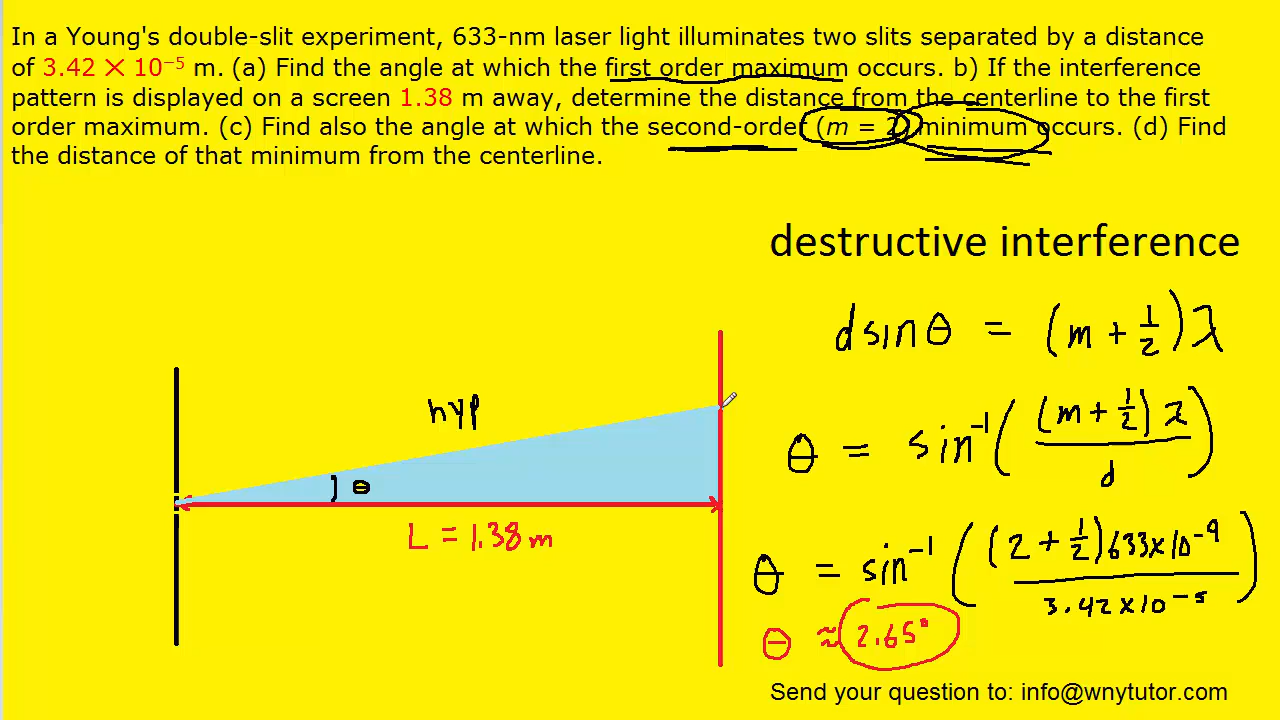 In a Young's double-slit experiment, 633-nm laser light illuminates two slits separated by a distance
of 3.42 × 10⁻⁵ m. (a) Find the angle at which the first order maximum occurs. b) If the interference
pattern is displayed on a screen 1.38 m away, determine the distance from the centerline to the first
order maximum. (c) Find also the angle at which the second-order (m = 2) minimum occurs. (d) Find
the distance of that minimum from the centerline.
destructive interference
d sin θ = (m + 1/2) λ
hyp
θ = sin⁻¹ ( (m + 1/2) λ / d )
θ
L = 1.38 m
θ = sin⁻¹ ( (2 + 1/2) 633 x 10⁻⁹ / 3.42 x 10⁻⁵ )
θ ≈ 2.65°
Send your question to: info@wnytutor.com